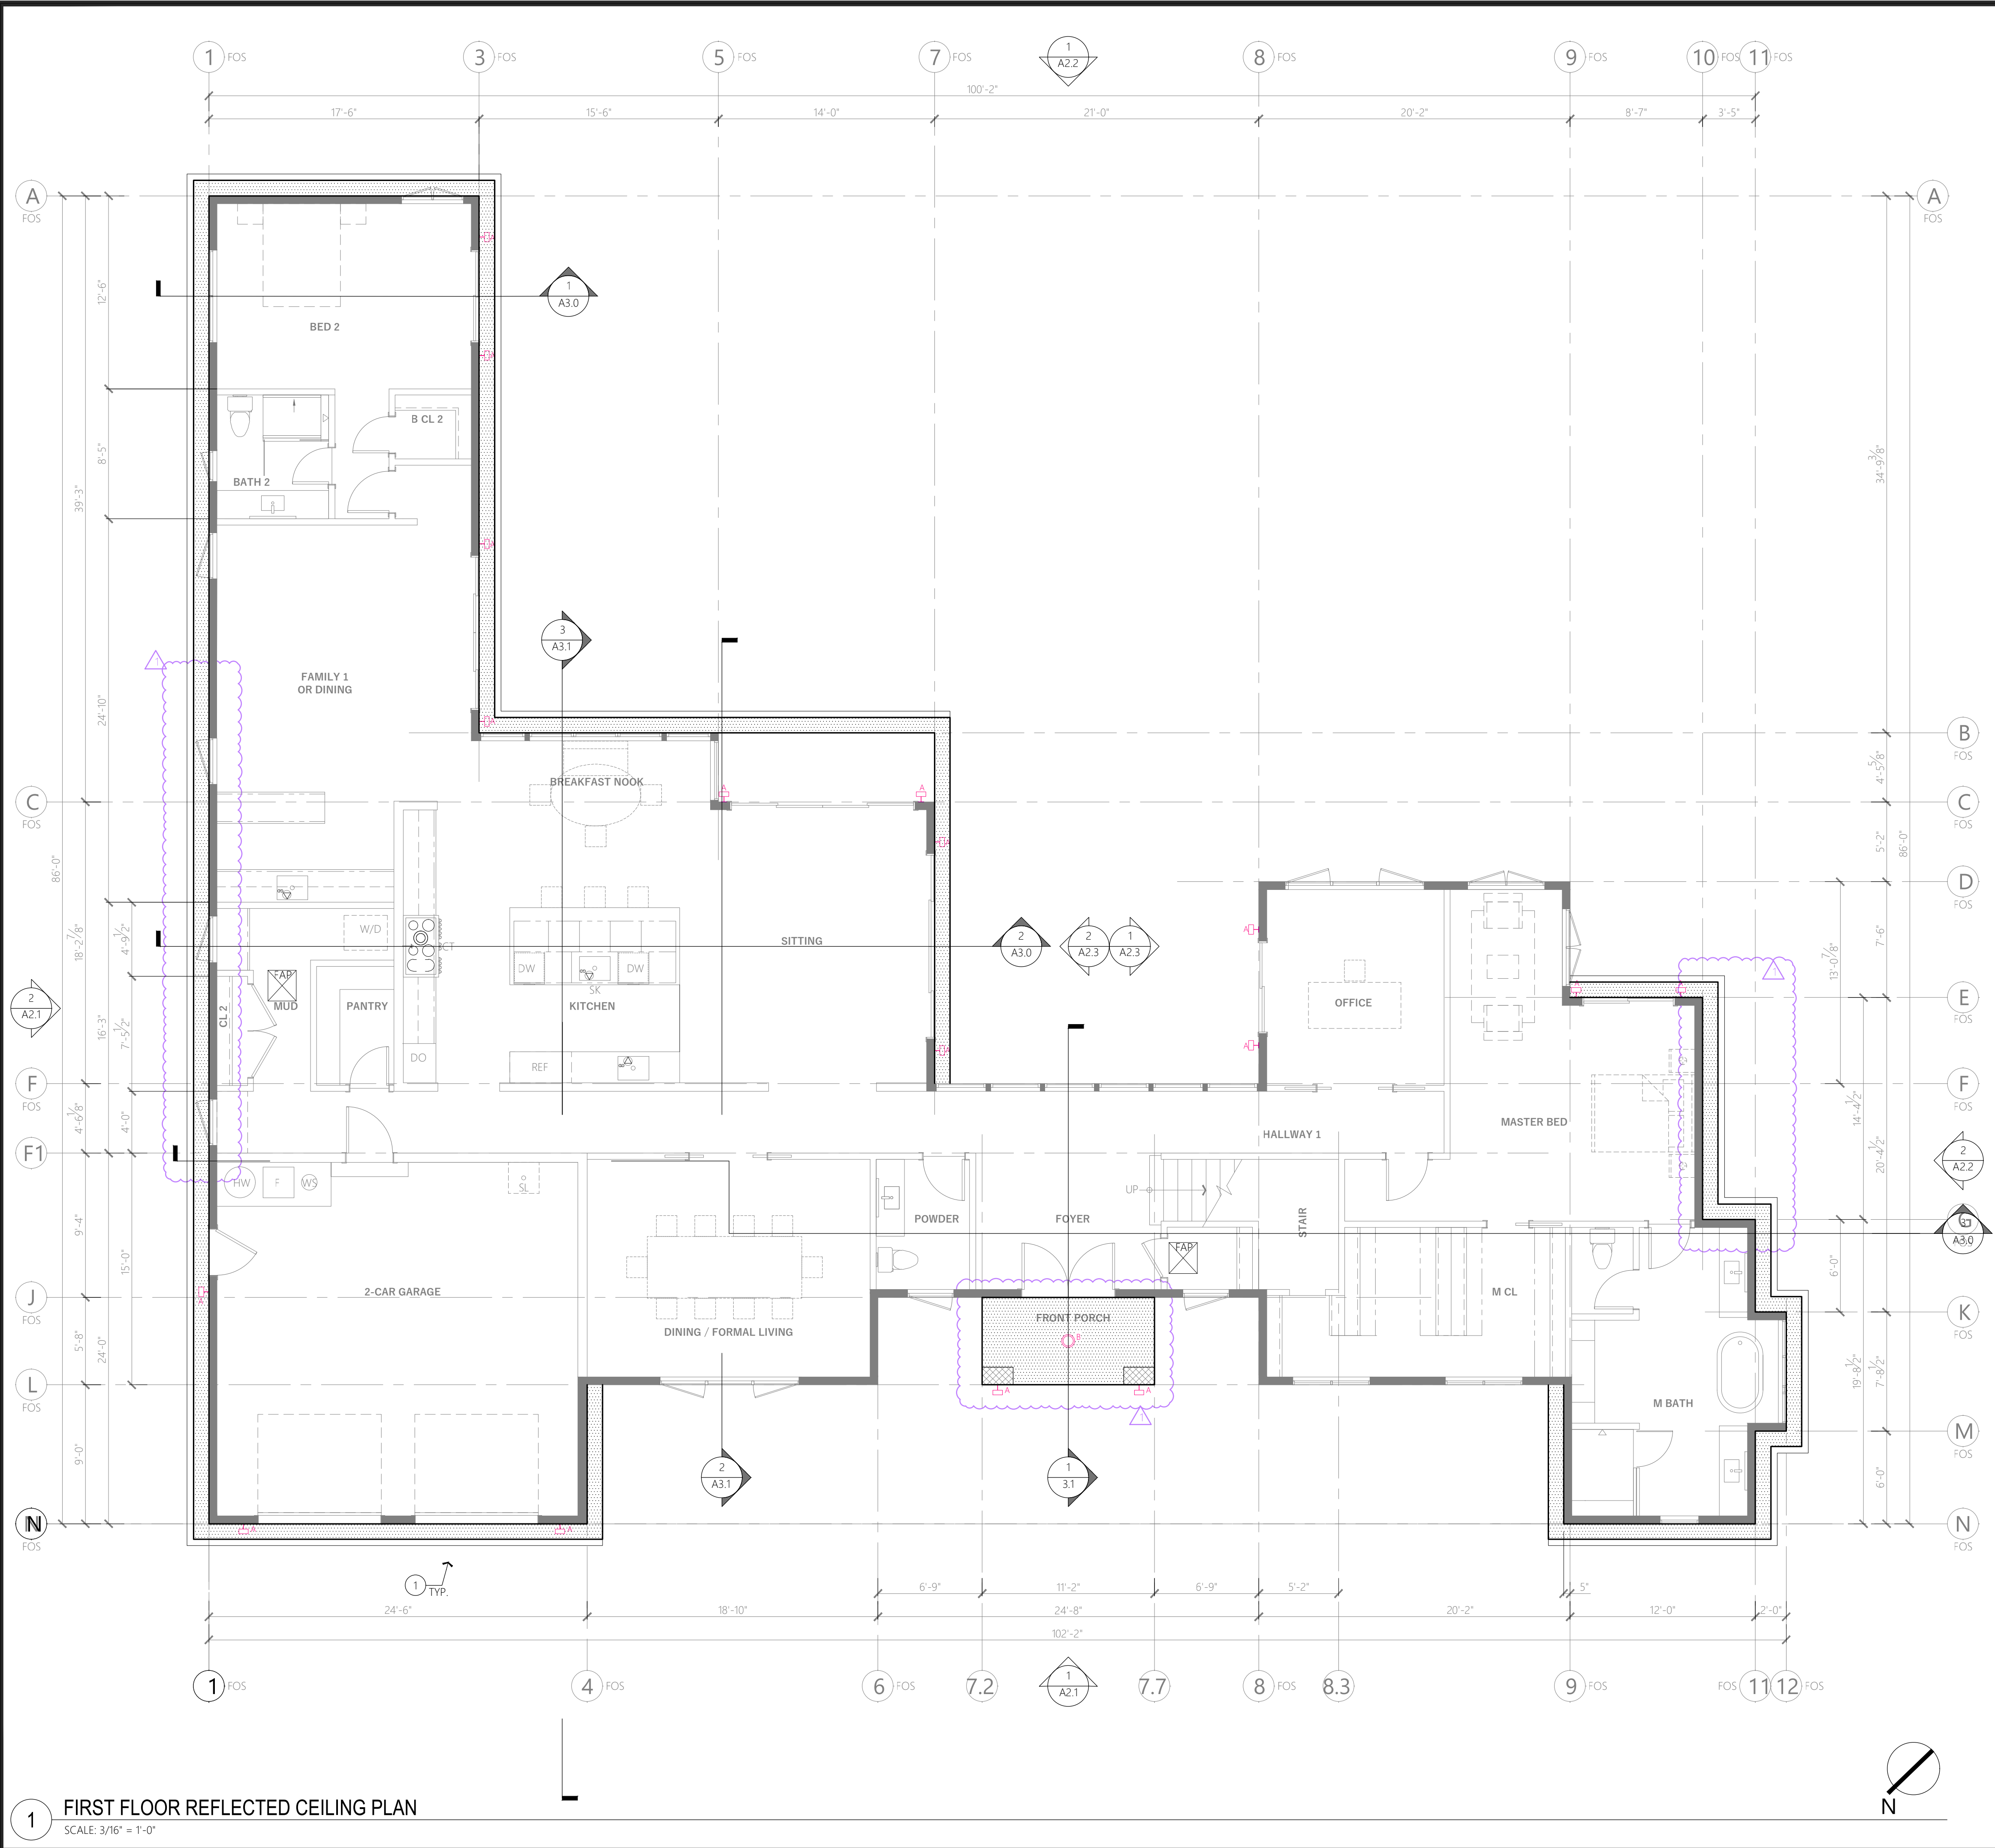 1 FOS 3 FOS 5 FOS 7 FOS 1 A2.2 8 FOS 9 FOS 10 FOS 11 FOS
100'-2"
17'-6" 15'-6" 14'-0" 21'-0" 20'-2" 8'-7" 3'-5"
A FOS
A FOS
A
12'-6"
1 A3.0
BED 2
A
B CL 2
8'-5"
34'-9 3/8"
BATH 2
39'-3"
A
3 A3.1
1
FAMILY 1
OR DINING
24'-10"
A
B FOS
BREAKFAST NOOK
4'-5 5/8"
A A
C FOS
C FOS
86'-0"
5'-2"
86'-0"
A
D FOS
W/D
CT
SITTING
A
18'-2 7/8"
4'-9 1/2"
2 A3.0
2 A2.3
1 A2.3
7'-6"
13'-0 7/8"
DW SK DW
FAP
1
A A
2 A2.1
CL 2
MUD
PANTRY
KITCHEN
OFFICE
E FOS
16'-3"
7'-5 1/2"
A
A
DO
REF
F FOS
F FOS
4'-6 1/8"
4'-0"
MASTER BED
14'-4 1/2"
HALLWAY 1
20'-4 1/2"
F1 FOS
2 A2.2
HW F WS
SL
UP
9'-4"
POWDER
FOYER
STAIR
A3.0
15'-0"
FAP
6'-0"
A
2-CAR GARAGE
M CL
J FOS
K FOS
FRONT PORCH
DINING / FORMAL LIVING
B
5'-8"
24'-0"
L FOS
A A
19'-8 1/2"
7'-8 1/2"
M BATH
1
M FOS
9'-0"
2 A3.1
1 3.1
6'-0"
N FOS
A A
N FOS
1 TYP.
6'-9" 11'-2" 6'-9" 5'-2" 5"
24'-6" 18'-10" 24'-8" 20'-2" 12'-0" 2'-0"
102'-2"
1 FOS 4 FOS 6 FOS 7.2 1 A2.1 7.7 8 FOS 8.3 9 FOS FOS 11 12 FOS
N
1 FIRST FLOOR REFLECTED CEILING PLAN
SCALE: 3/16" = 1'-0"